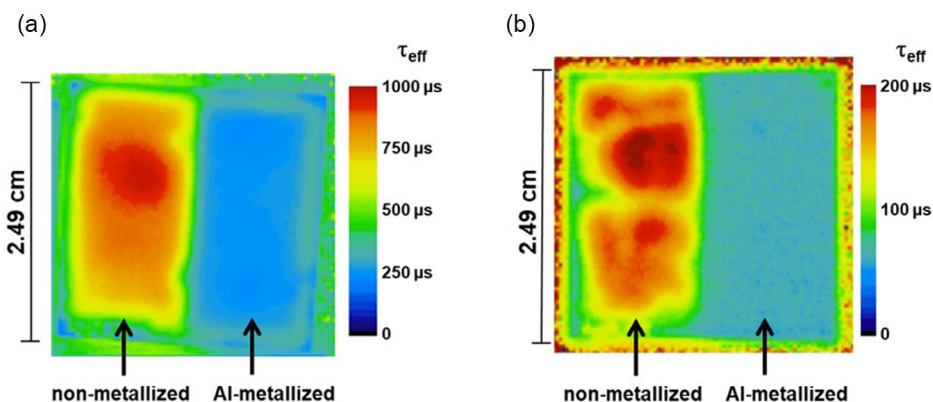 (a)
τeff
1000 μs
750 μs
500 μs
250 μs
0
2.49 cm
non-metallized
Al-metallized
(b)
τeff
200 μs
100 μs
0
2.49 cm
non-metallized
Al-metallized